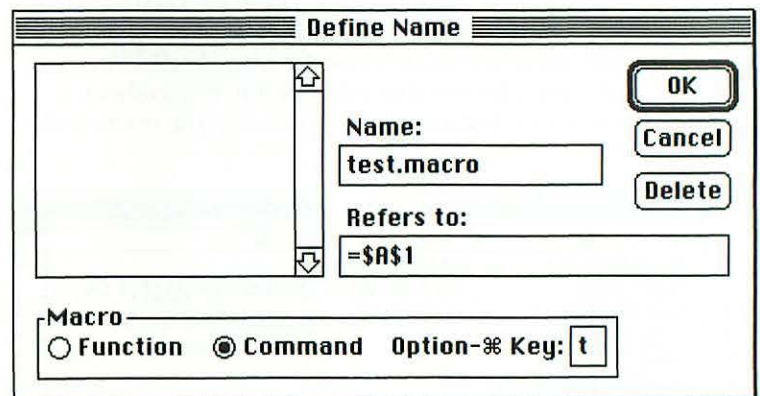 Define Name
OK
Name:
Cancel
test.macro
Delete
Refers to:
=$A$1
Macro
Function Command Option-⌘ Key: t